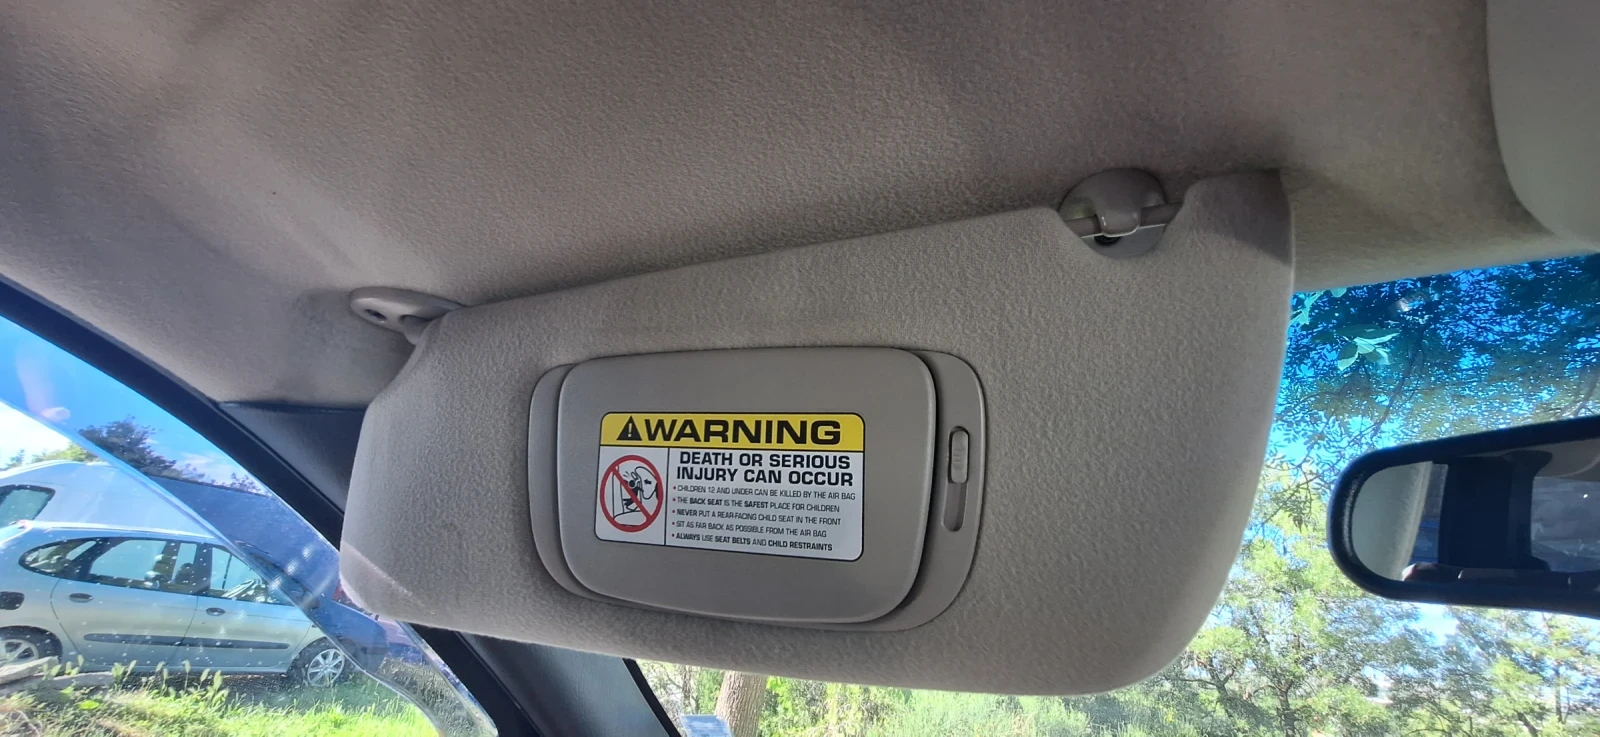 WARNING
DEATH OR SERIOUS
INJURY CAN OCCUR
• CHILDREN 12 AND UNDER CAN BE KILLED BY THE AIR BAG
• THE BACK SEAT IS THE SAFEST PLACE FOR CHILDREN
• NEVER PUT A REAR-FACING CHILD SEAT IN THE FRONT
• SIT AS FAR BACK AS POSSIBLE FROM THE AIR BAG
• ALWAYS USE SEAT BELTS AND CHILD RESTRAINTS